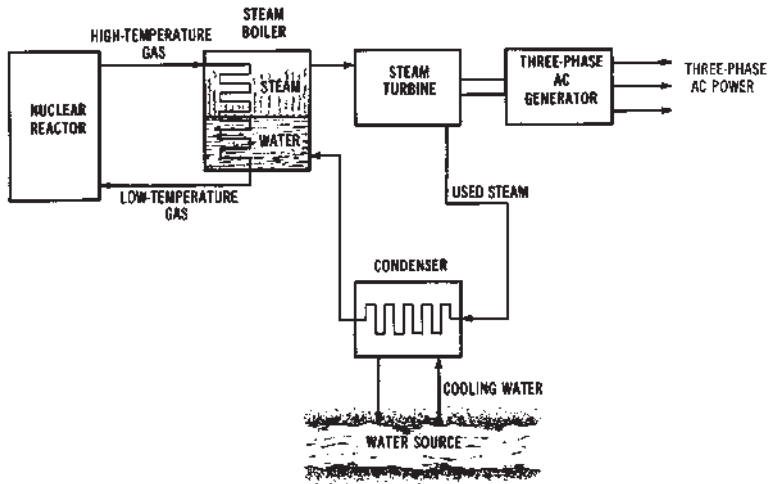 STEAM
BOILER
HIGH-TEMPERATURE
GAS
NUCLEAR
REACTOR
STEAM
WATER
STEAM
TURBINE
THREE-PHASE
AC
GENERATOR
THREE-PHASE
AC POWER
LOW-TEMPERATURE
GAS
USED STEAM
CONDENSER
COOLING WATER
WATER SOURCE